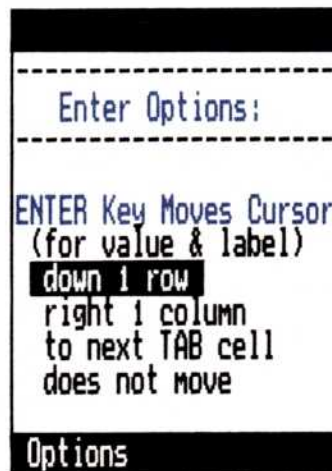 Enter Options:
ENTER Key Moves Cursor
(for value & label)
down 1 row
right 1 column
to next TAB cell
does not move
Options